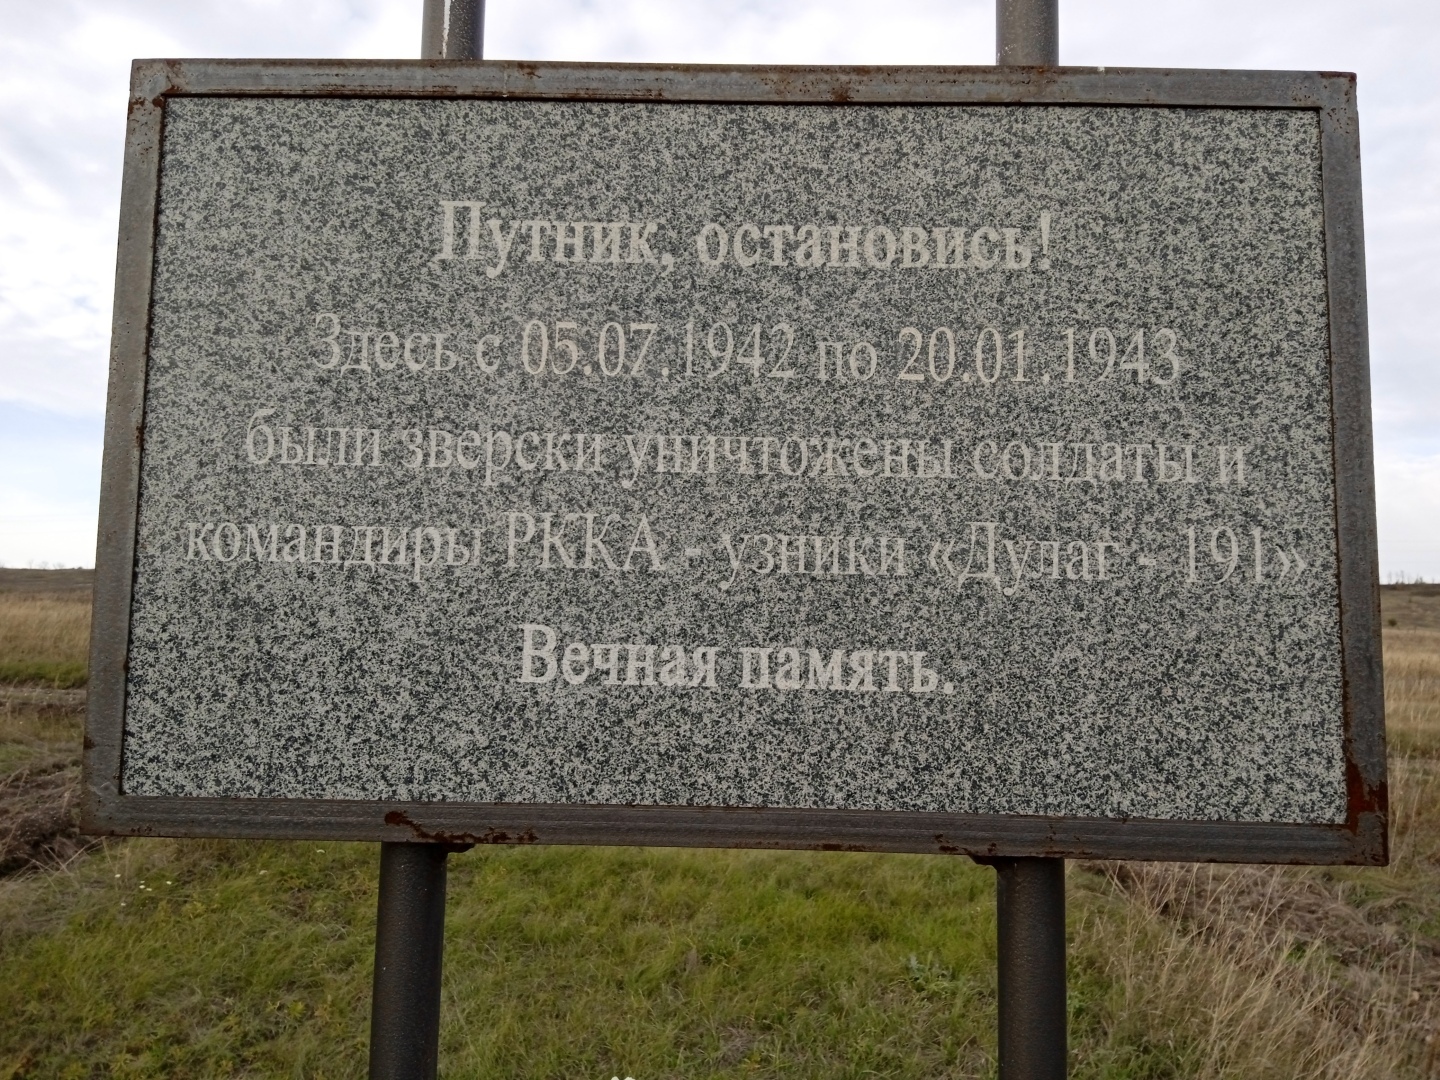 Путник, остановись!
Здесь с 05.07.1942 по 20.01.1943
были зверски уничтожены солдаты и
командиры РККА - узники «Дулаг - 191»
Вечная память.